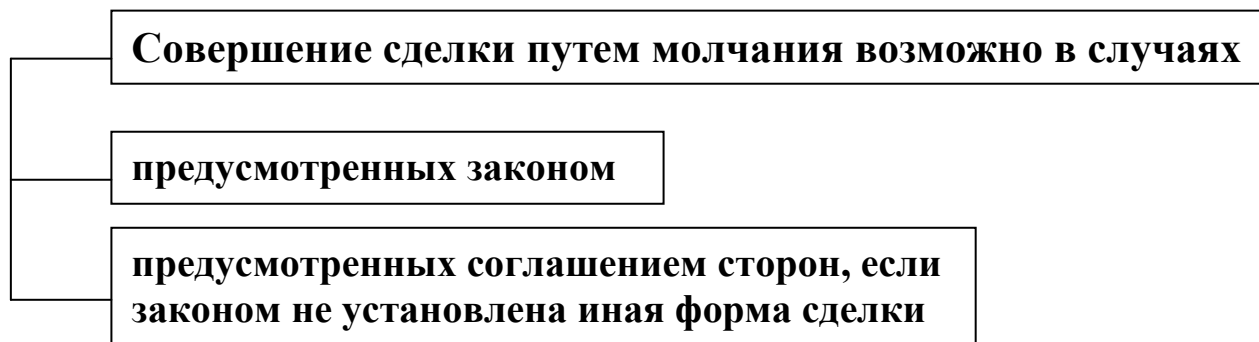 Совершение сделки путем молчания возможно в случаях
предусмотренных законом
предусмотренных соглашением сторон, если
законом не установлена иная форма сделки